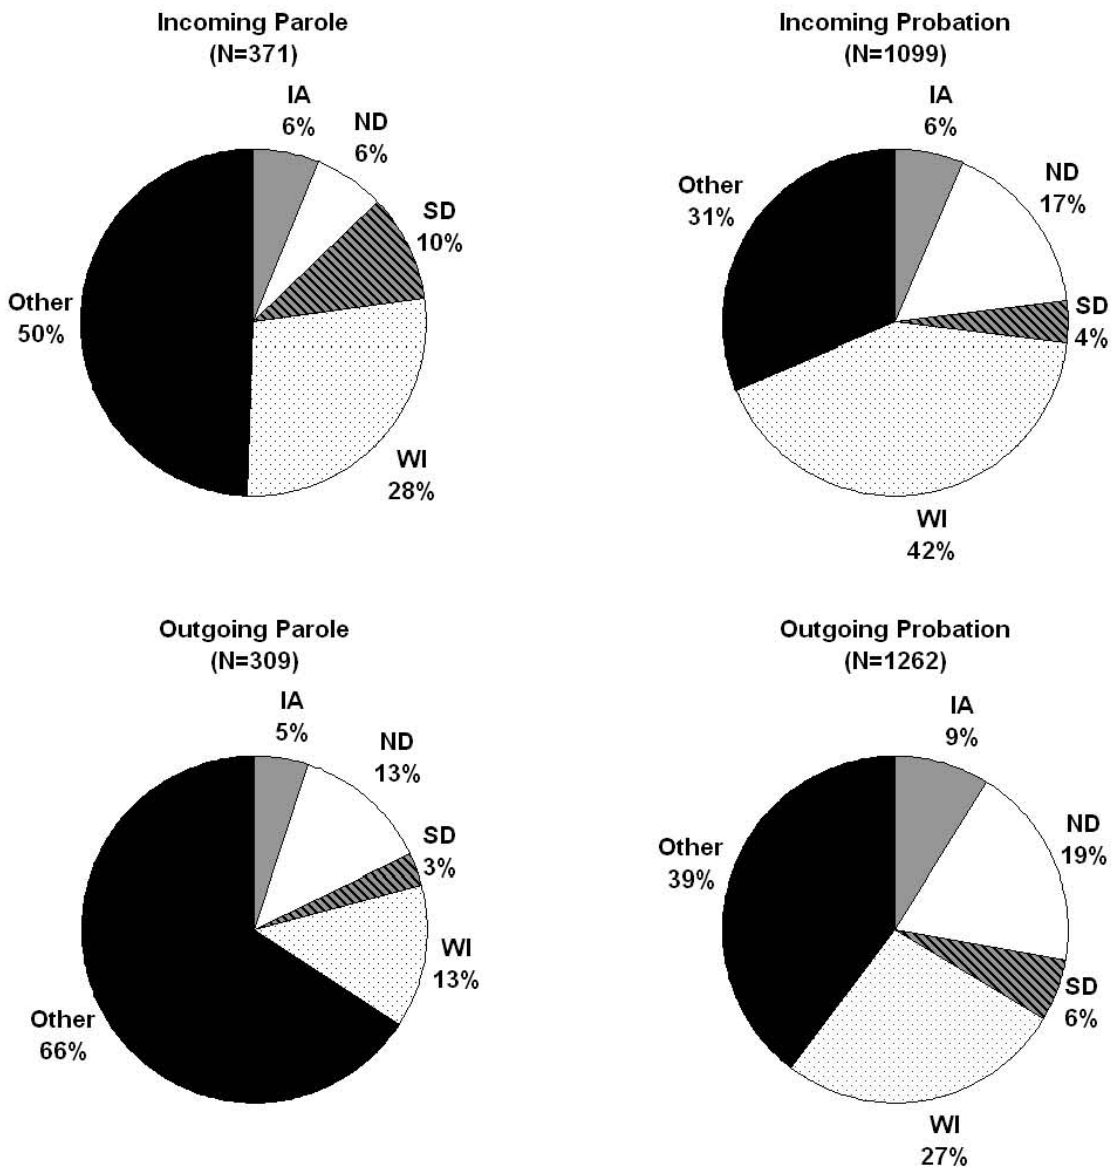 Incoming Parole
(N=371)
IA
6%
ND
6%
SD
10%
WI
28%
Other
50%
Incoming Probation
(N=1099)
IA
6%
ND
17%
SD
4%
WI
42%
Other
31%
Outgoing Parole
(N=309)
IA
5%
ND
13%
SD
3%
WI
13%
Other
66%
Outgoing Probation
(N=1262)
IA
9%
ND
19%
SD
6%
WI
27%
Other
39%